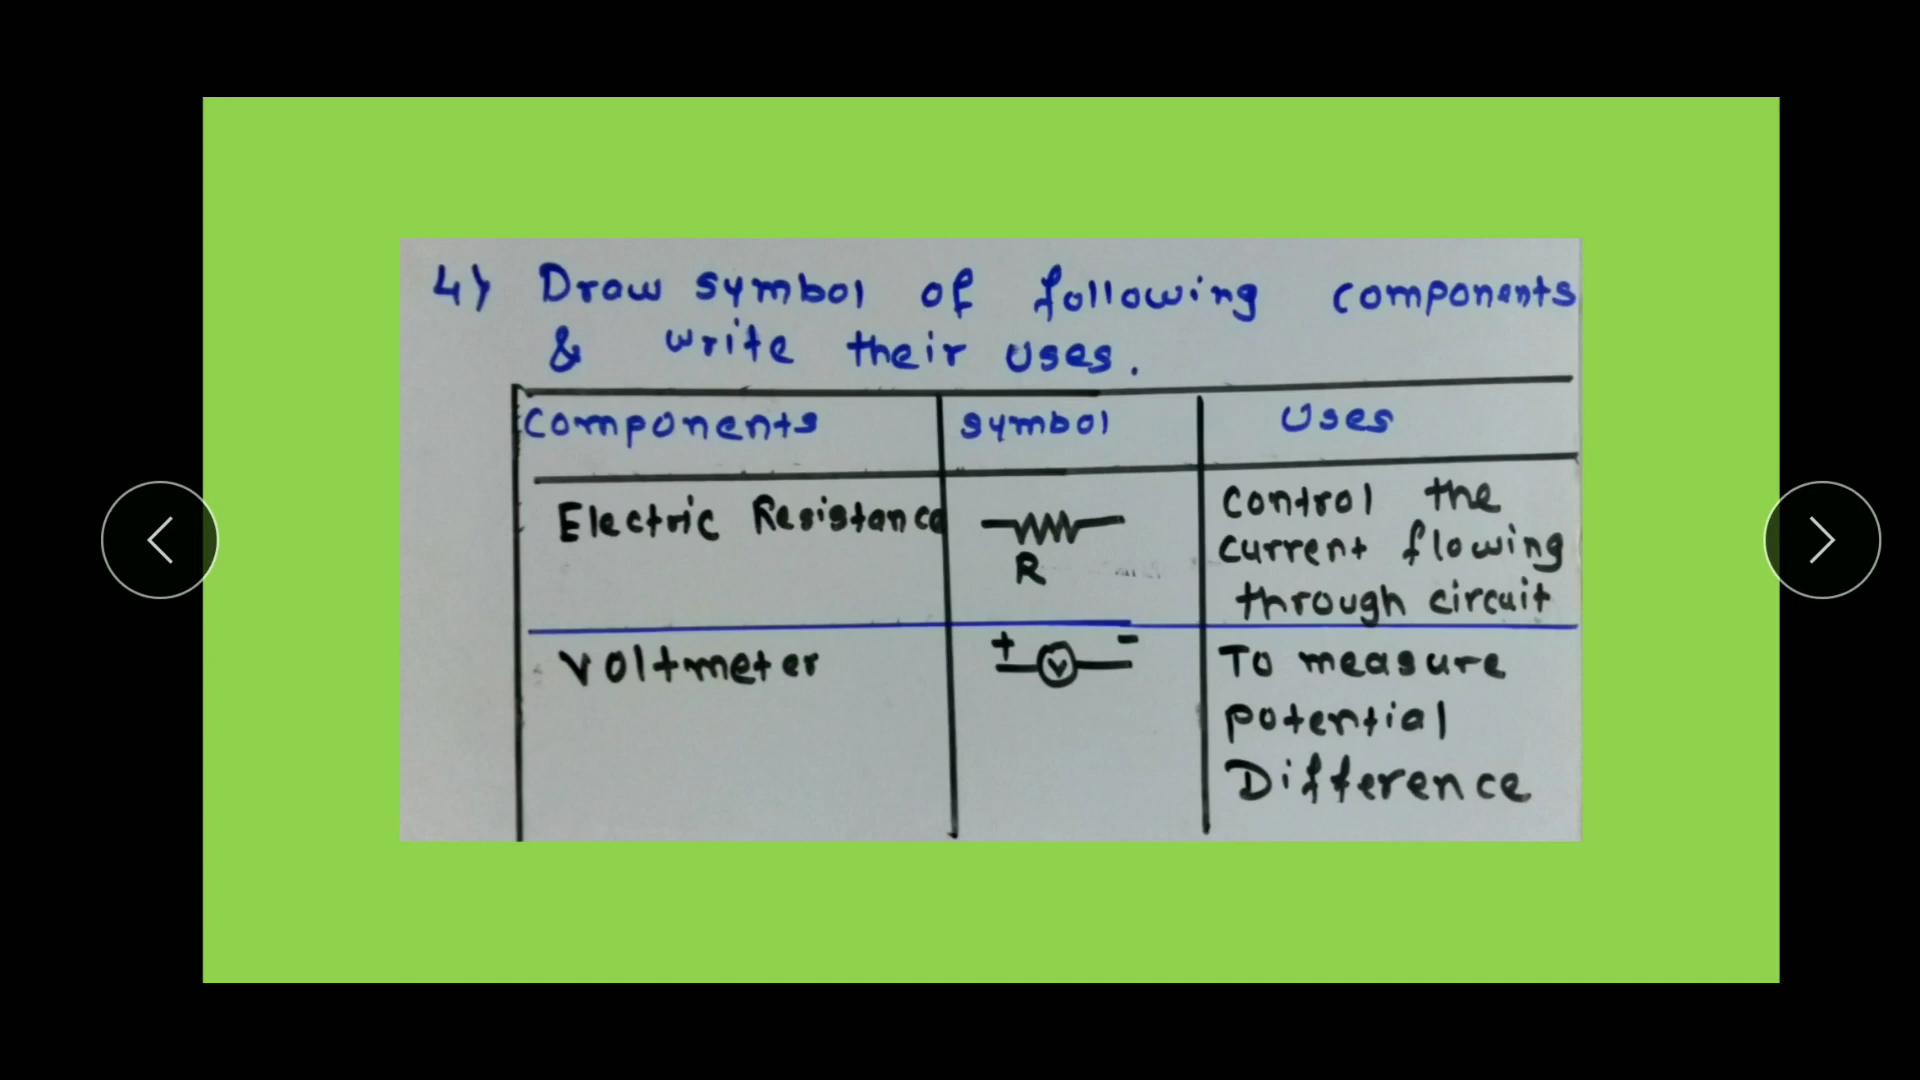 4) Draw symbol of following components
& write their uses.
Components symbol Uses
Electric Resistance R Control the
current flowing
through circuit
Voltmeter + V - To measure
potential
Difference